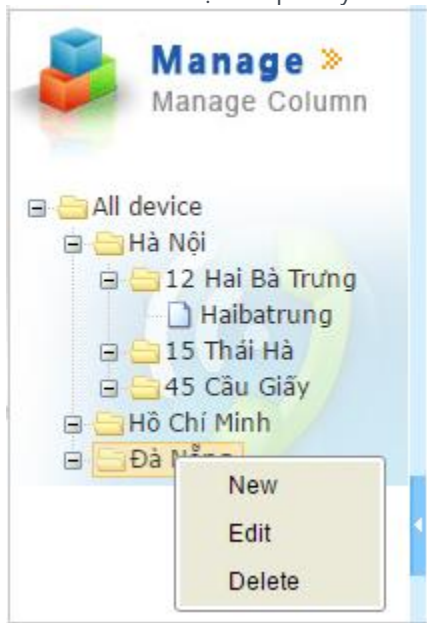 Manage »
Manage Column
All device
Hà Nội
12 Hai Bà Trưng
Haibatrung
15 Thái Hà
45 Cầu Giấy
Hồ Chí Minh
Đà
New
Edit
Delete